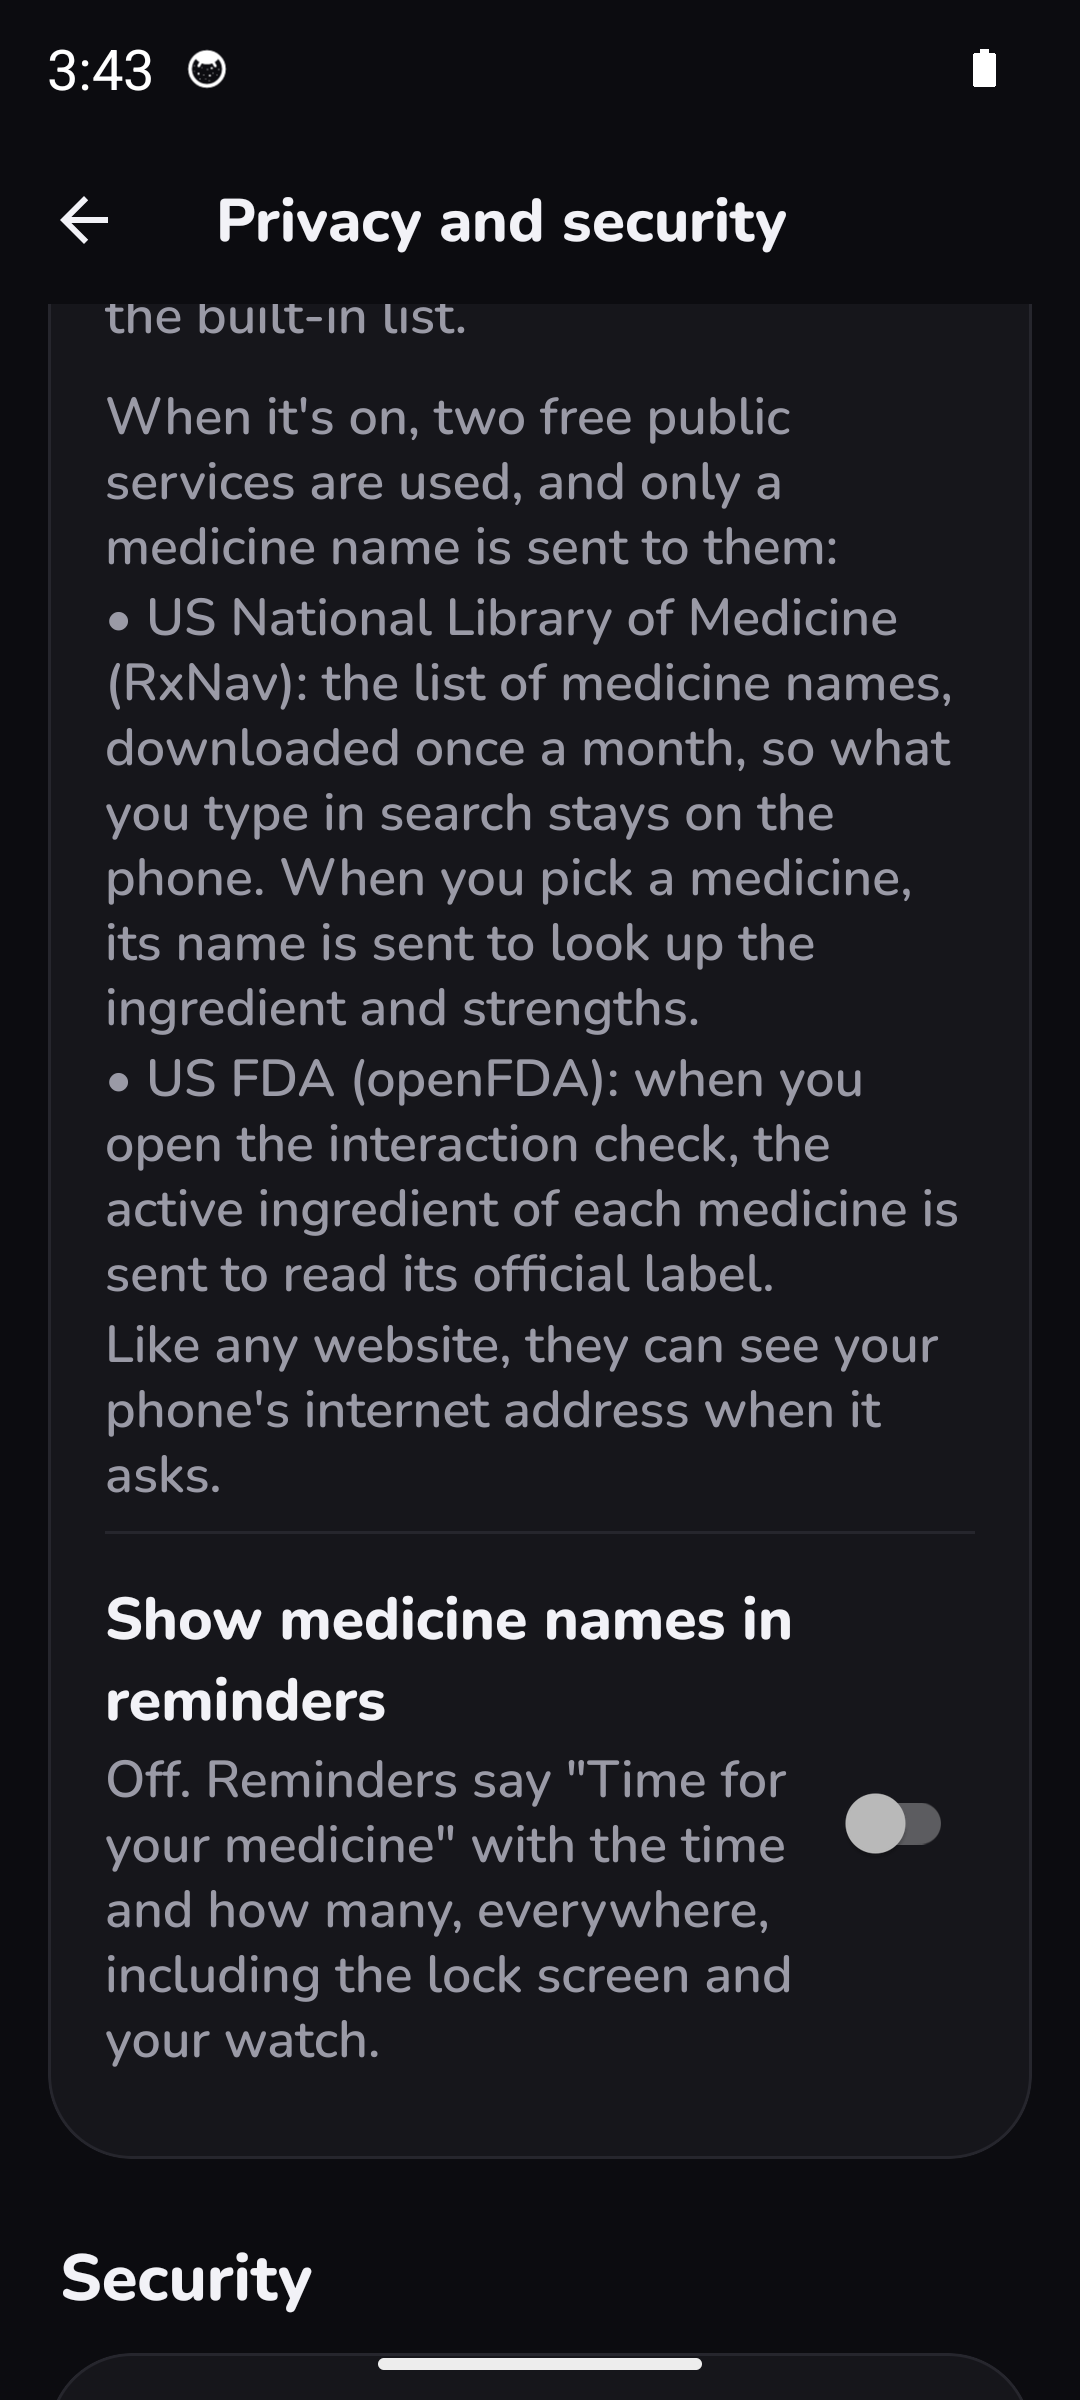 3:43
Privacy and security
the built-in list.
When it's on, two free public
services are used, and only a
medicine name is sent to them:
• US National Library of Medicine
(RxNav): the list of medicine names,
downloaded once a month, so what
you type in search stays on the
phone. When you pick a medicine,
its name is sent to look up the
ingredient and strengths.
• US FDA (openFDA): when you
open the interaction check, the
active ingredient of each medicine is
sent to read its official label.
Like any website, they can see your
phone's internet address when it
asks.
Show medicine names in
reminders
Off. Reminders say "Time for
your medicine" with the time
and how many, everywhere,
including the lock screen and
your watch.
Security